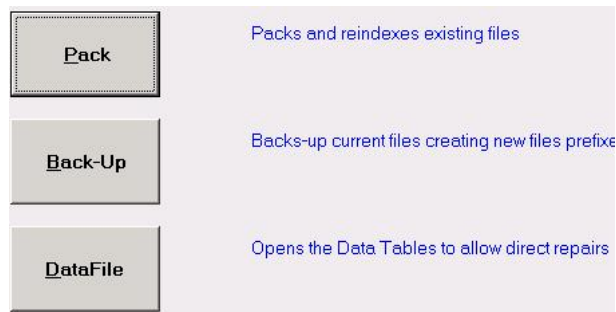 Pack
Packs and reindexes existing files
Back-Up
Backs-up current files creating new files
DataFile
Opens the Data Tables to allow direct repairs